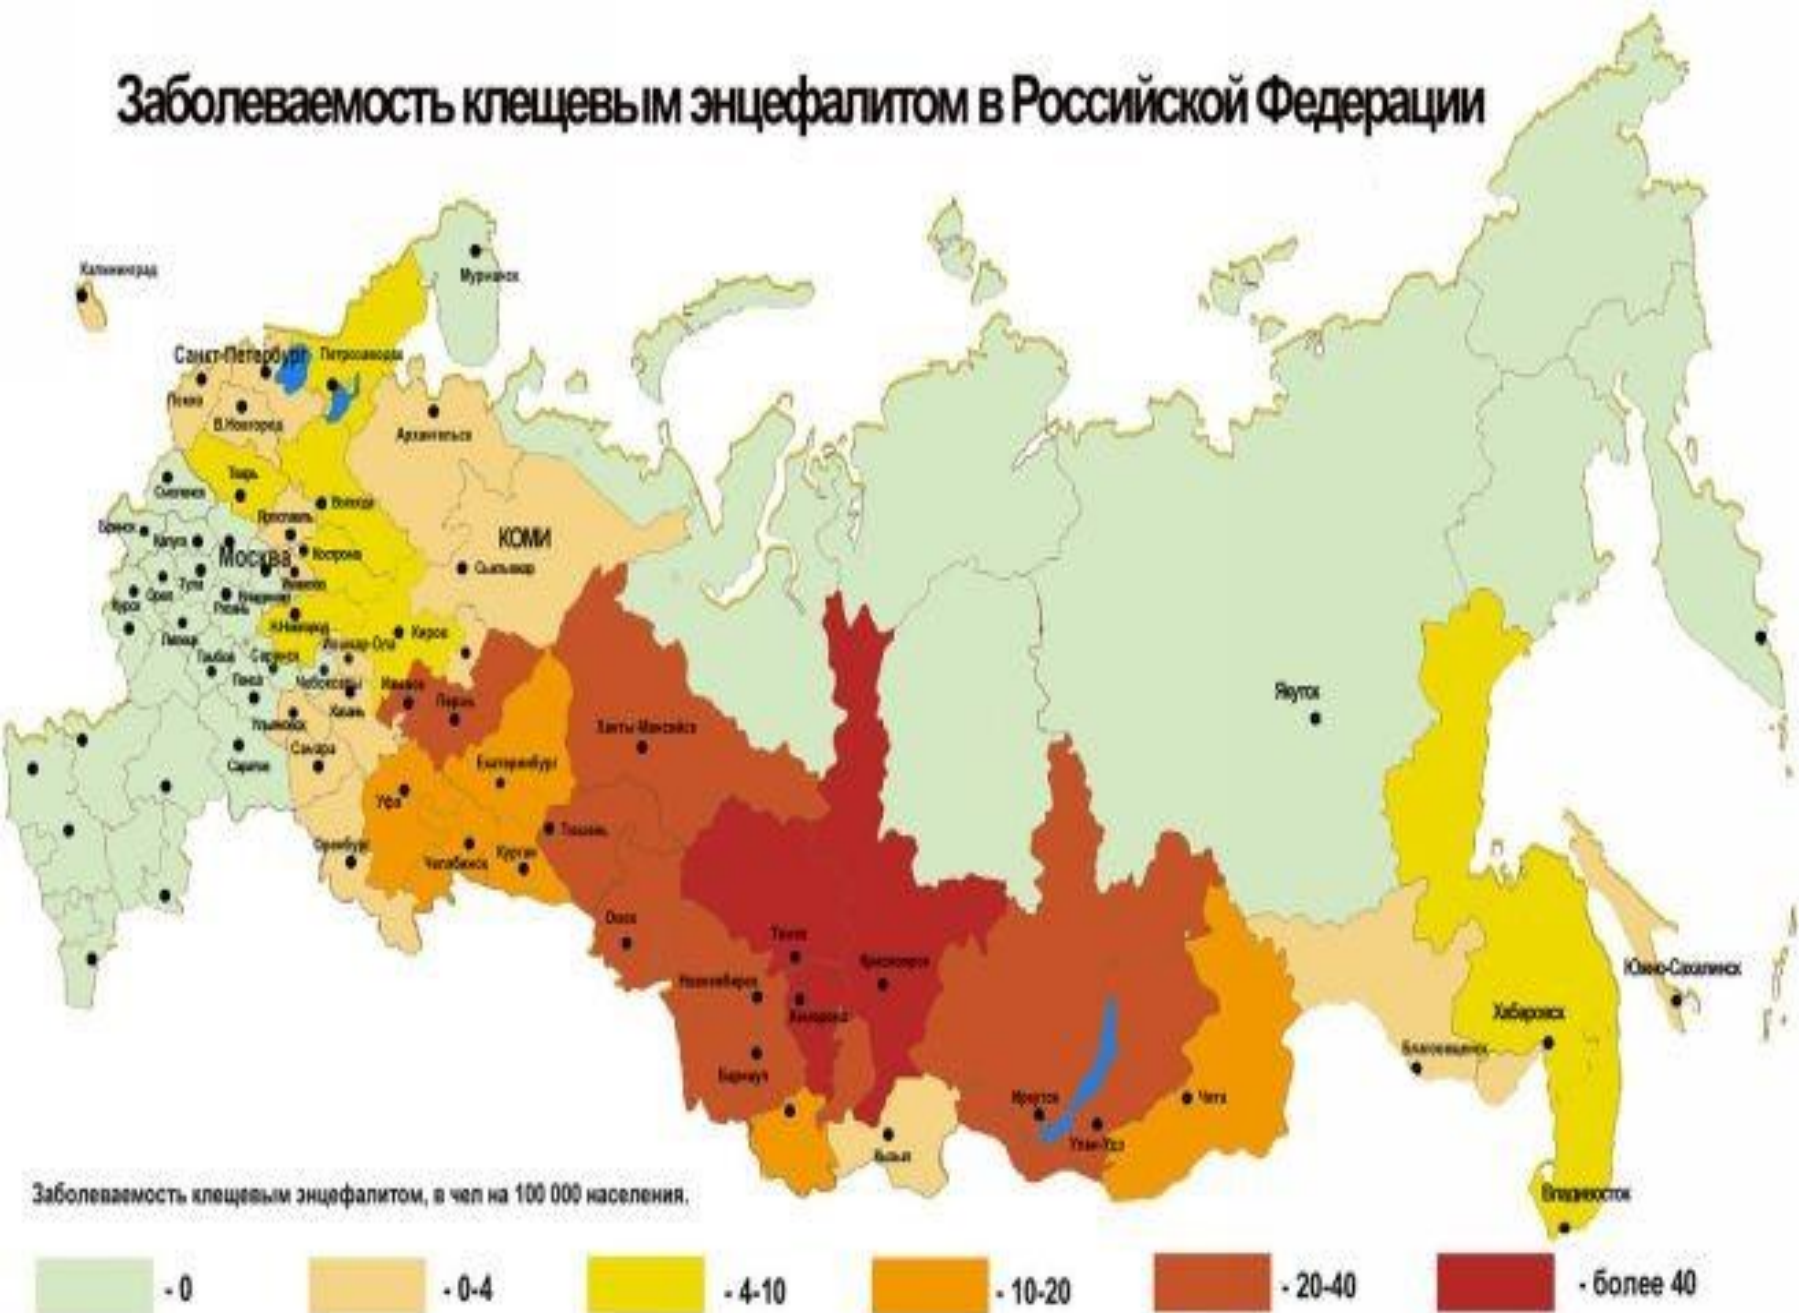 Заболеваемость клещевым энцефалитом в Российской Федерации
Калининград
Мурманск
Санкт-Петербург
Петрозаводск
Псков
В.Новгород
Архангельск
Тверь
Смоленск
Вологда
Ярославль
Брянск
Калуга
Москва
Кострома
КОМИ
Сыктывкар
Тула
Иваново
Орел
Владимир
Курск
Рязань
Н.Новгород
Киров
Липецк
Йошкар-Ола
Тамбов
Саранск
Пенза
Чебоксары
Ижевск
Пермь
Казань
Якутск
Ульяновск
Ханты-Мансийск
Самара
Саратов
Екатеринбург
Уфа
Тюмень
Оренбург
Челябинск
Курган
Омск
Томск
Красноярск
Южно-Сахалинск
Новосибирск
Кемерово
Хабаровск
Благовещенск
Барнаул
Иркутск
Чита
Улан-Удэ
Кызыл
Владивосток
Заболеваемость клещевым энцефалитом, в чел на 100 000 населения.
- 0
- 0-4
- 4-10
- 10-20
- 20-40
- более 40